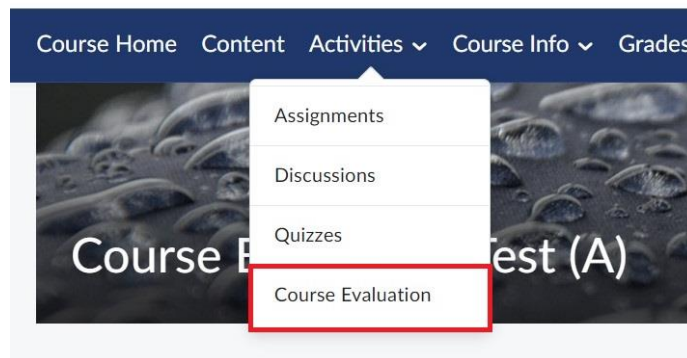 Course Home Content Activities Course Info Grades
Assignments
Discussions
Quizzes
Course Evaluation
Course E est (A)